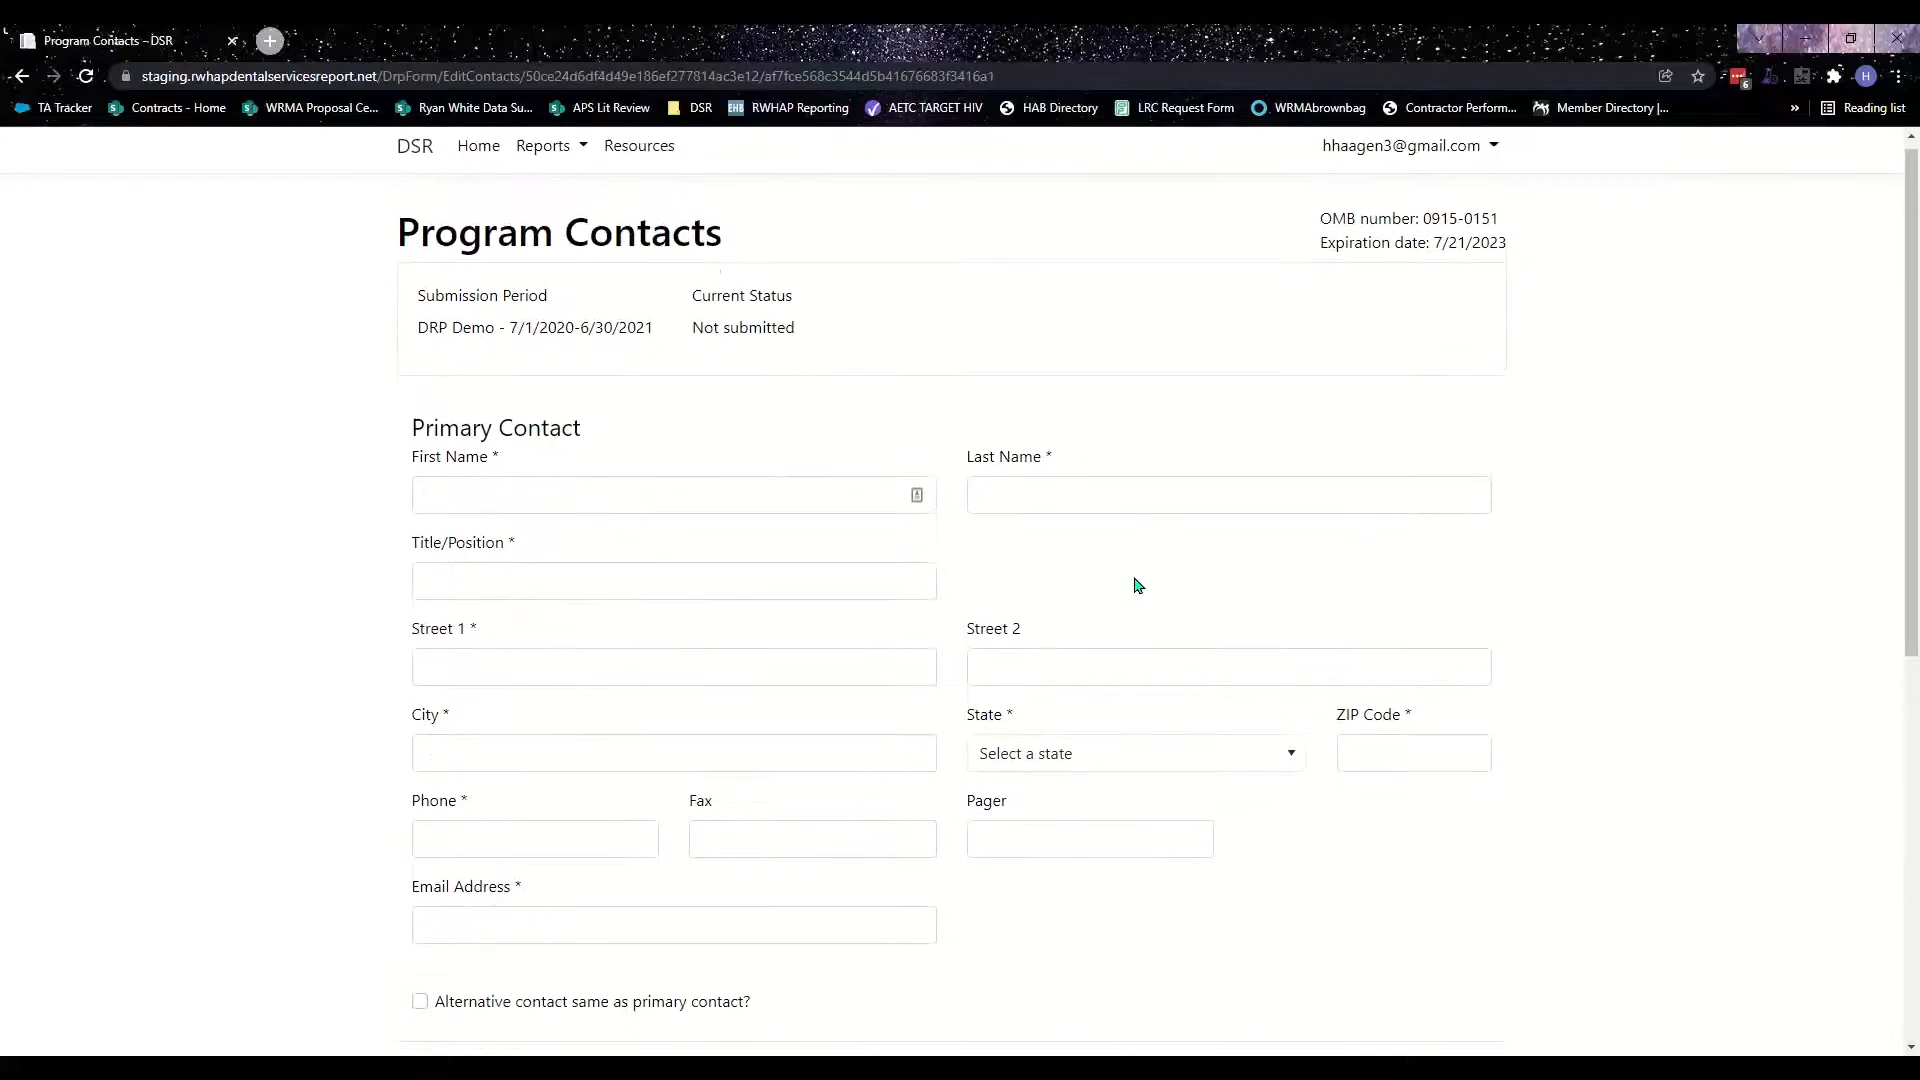 Program Contacts - DSR
staging.rwhapdentalservicesreport.net/DrpForm/EditContacts/50ce24d6df4d49e186ef277814ac3e12/af7fce568c3544d5b41676683f3416a1
6
H
TA Tracker Contracts - Home WRMA Proposal Ce... Ryan White Data Su... APS Lit Review DSR EHB RWHAP Reporting AETC TARGET HIV HAB Directory LRC Request Form WRMAbrownbag Contractor Perform... Member Directory |... » Reading list
DSR Home Reports Resources hhaagen3@gmail.com
Program Contacts
OMB number: 0915-0151
Expiration date: 7/21/2023
Submission Period Current Status
DRP Demo - 7/1/2020-6/30/2021 Not submitted
Primary Contact
First Name * Last Name *
Title/Position *
Street 1 * Street 2
City * State * ZIP Code *
Select a state
Phone * Fax Pager
Email Address *
Alternative contact same as primary contact?